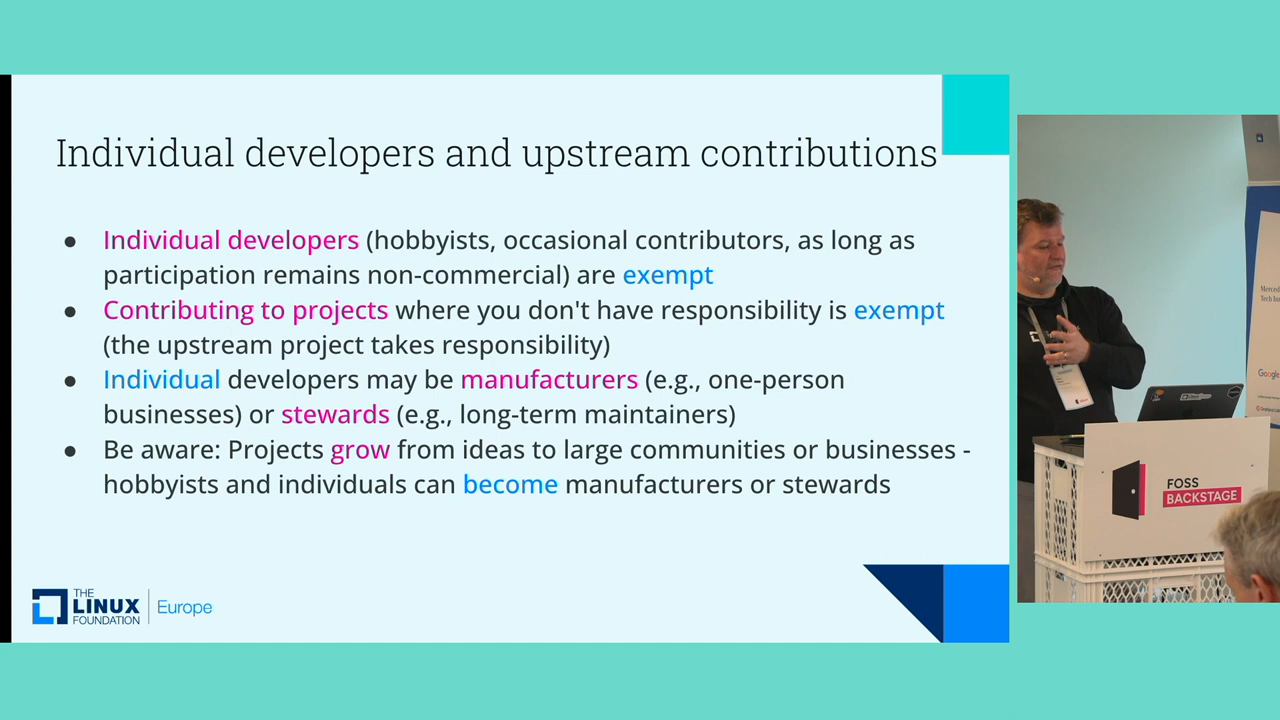 Individual developers and upstream contributions
● Individual developers (hobbyists, occasional contributors, as long as
participation remains non-commercial) are exempt
● Contributing to projects where you don't have responsibility is exempt
(the upstream project takes responsibility)
● Individual developers may be manufacturers (e.g., one-person
businesses) or stewards (e.g., long-term maintainers)
● Be aware: Projects grow from ideas to large communities or businesses -
hobbyists and individuals can become manufacturers or stewards
THE
LINUX
FOUNDATION
Europe
Google
FOSS
BACKSTAGE